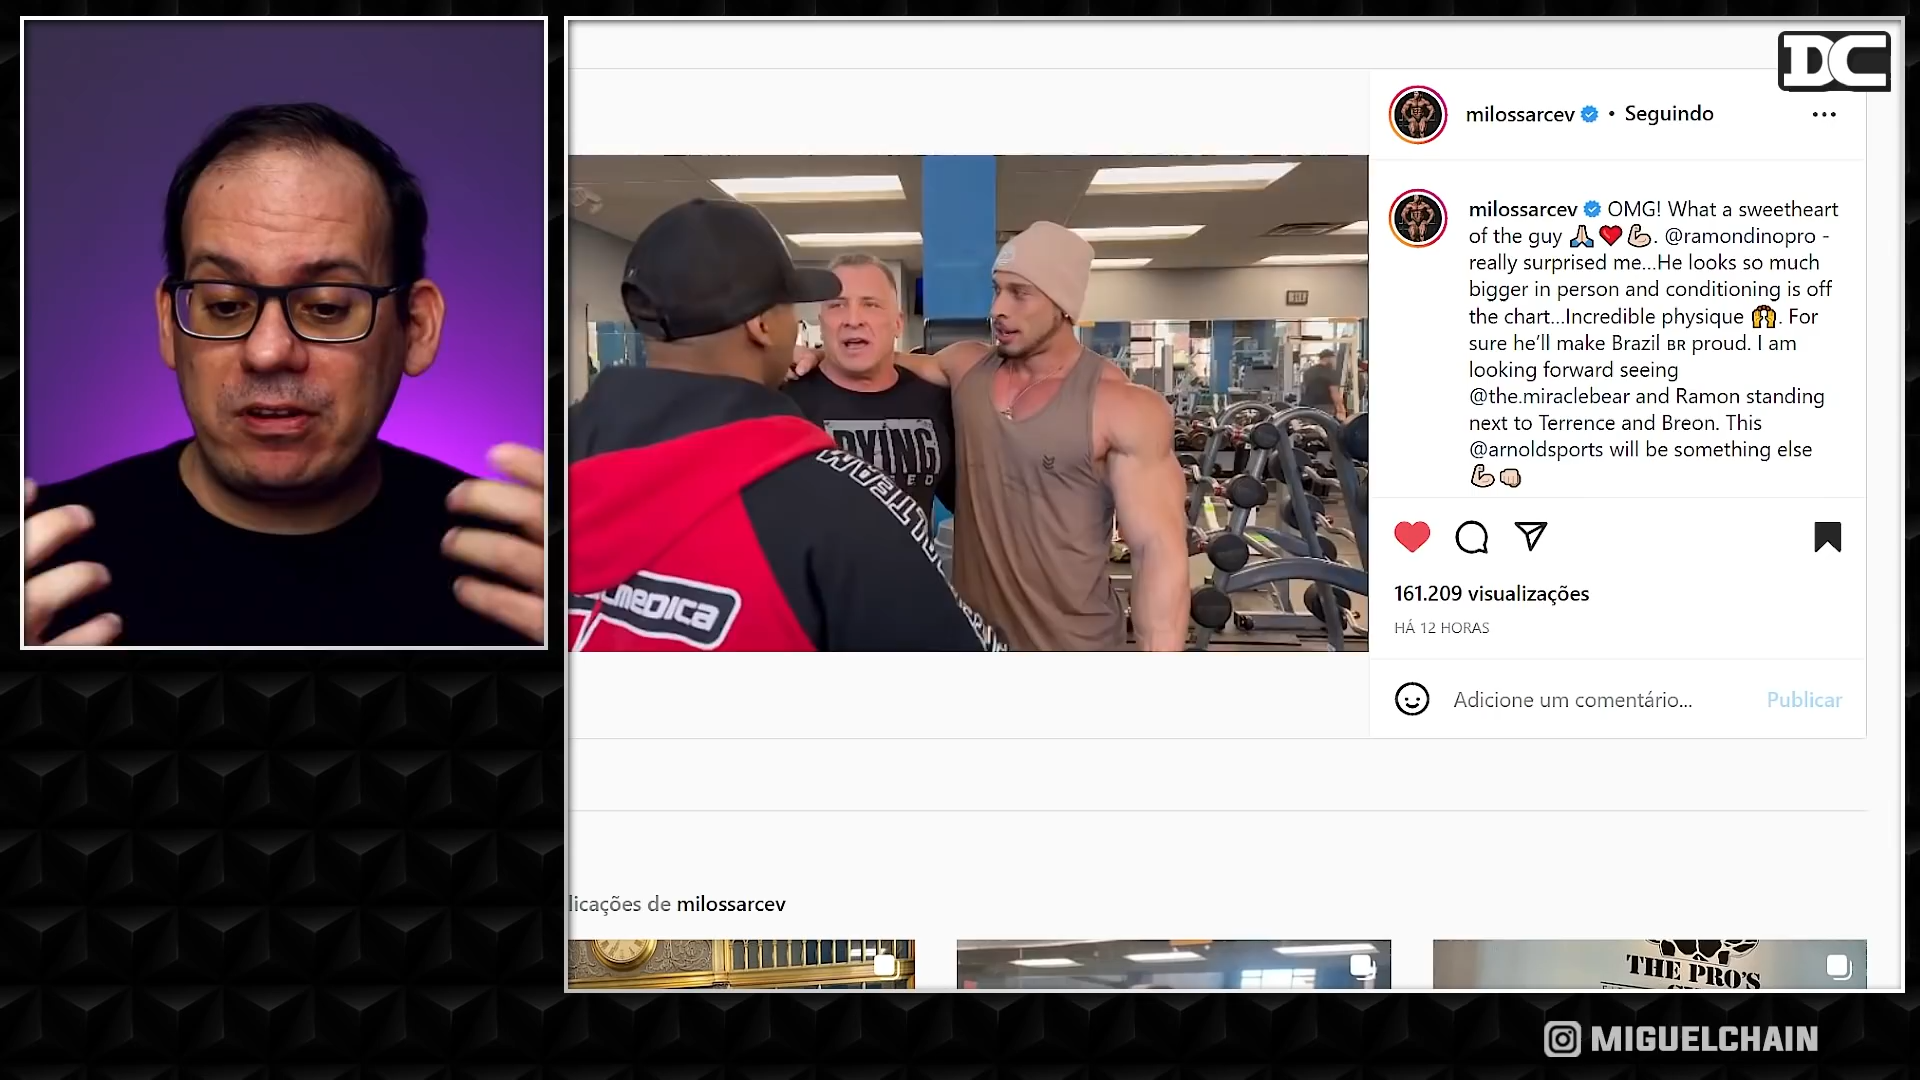 DC
milossarcev • Seguindo
milossarcev OMG! What a sweetheart
of the guy 🙏🏻❤️💪🏻. @ramondinopro -
really surprised me...He looks so much
bigger in person and conditioning is off
the chart...Incredible physique 🙌. For
sure he’ll make Brazil BR proud. I am
looking forward seeing
@the.miraclebear and Ramon standing
next to Terrence and Breon. This
@arnoldsports will be something else
💪🏻👊🏻
161.209 visualizações
HÁ 12 HORAS
Adicione um comentário... Publicar
licações de milossarcev
THE PRO'S
MIGUELCHAIN